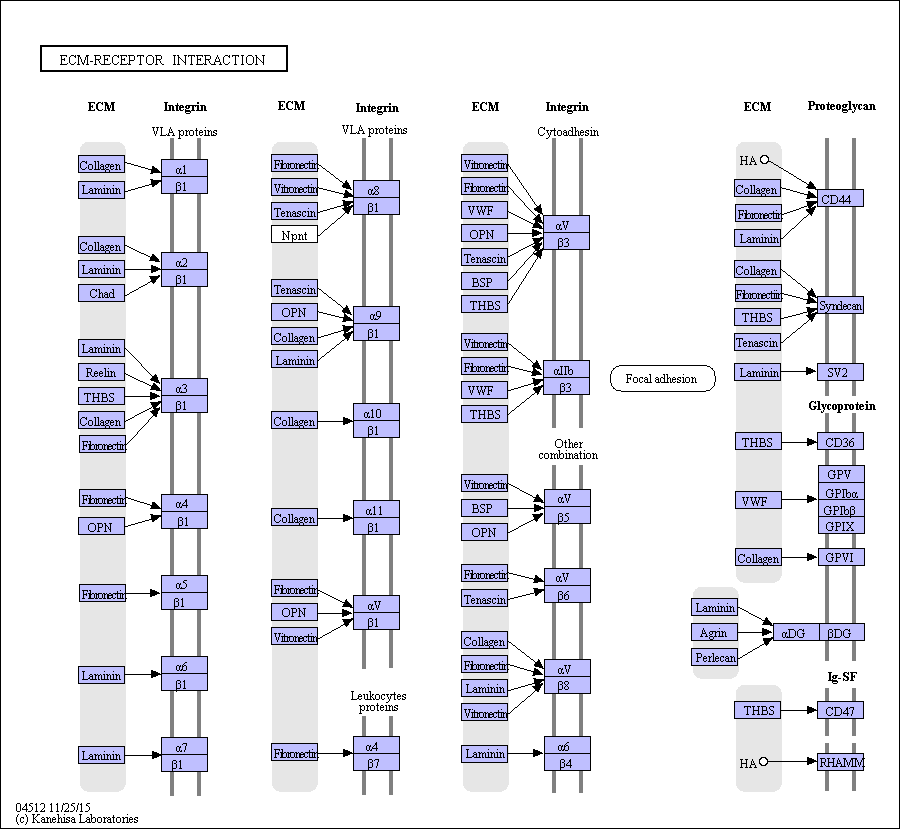 ECM-RECEPTOR INTERACTION
ECM
Integrin
VLA proteins
Collagen
Laminin
α1
β1
Collagen
Laminin
Chad
α2
β1
Laminin
Reelin
THBS
Collagen
Fibronectin
α3
β1
Fibronectin
OPN
α4
β1
Fibronectin
α5
β1
Laminin
α6
β1
Laminin
α7
β1
ECM
Integrin
VLA proteins
Fibronectin
Vitronectin
Tenascin
Npnt
α8
β1
Tenascin
OPN
Collagen
Laminin
α9
β1
Collagen
α10
β1
Collagen
α11
β1
Fibronectin
OPN
Vitronectin
αV
β1
Leukocytes
proteins
Fibronectin
α4
β7
ECM
Integrin
Cytoadhesin
Vitronectin
Fibronectin
VWF
OPN
Tenascin
BSP
THBS
αV
β3
Vitronectin
Fibronectin
VWF
THBS
αIIb
β3
Other
combination
Vitronectin
BSP
OPN
αV
β5
Fibronectin
Tenascin
αV
β6
Collagen
Fibronectin
Laminin
Vitronectin
αV
β8
Laminin
α6
β4
Focal adhesion
ECM
Proteoglycan
HA
Collagen
Fibronectin
Laminin
CD44
Collagen
Fibronectin
THBS
Tenascin
Syndecan
Laminin
SV2
Glycoprotein
THBS
CD36
VWF
GPV
GPIbα
GPIbβ
GPIX
Collagen
GPVI
Laminin
Agrin
Perlecan
αDG
βDG
Ig-SF
THBS
CD47
HA
RHAMM
04512 11/25/15
(c) Kanehisa Laboratories